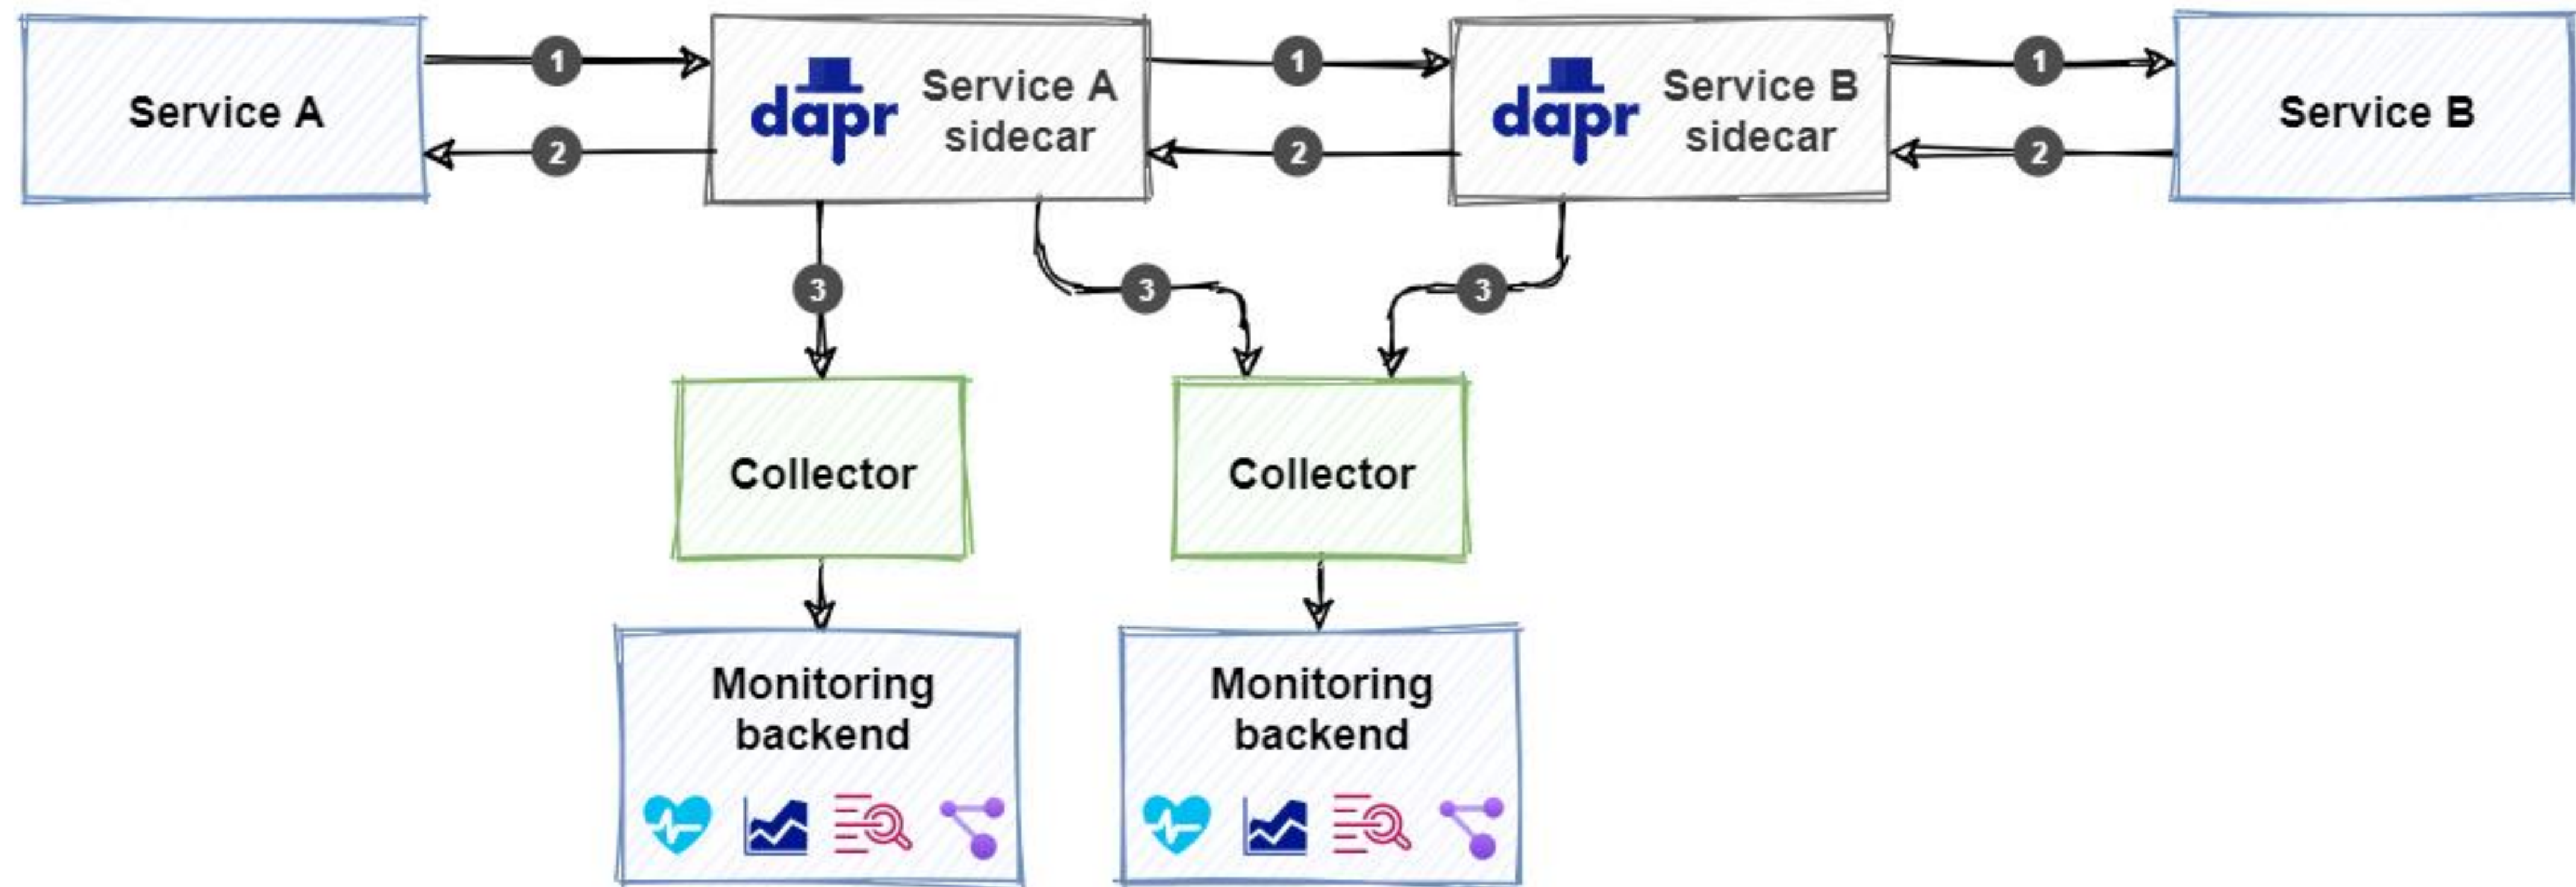 Service A
1
2
dapr
Service A
sidecar
1
2
dapr
Service B
sidecar
1
2
Service B
3
3
3
Collector
Collector
Monitoring
backend
Monitoring
backend